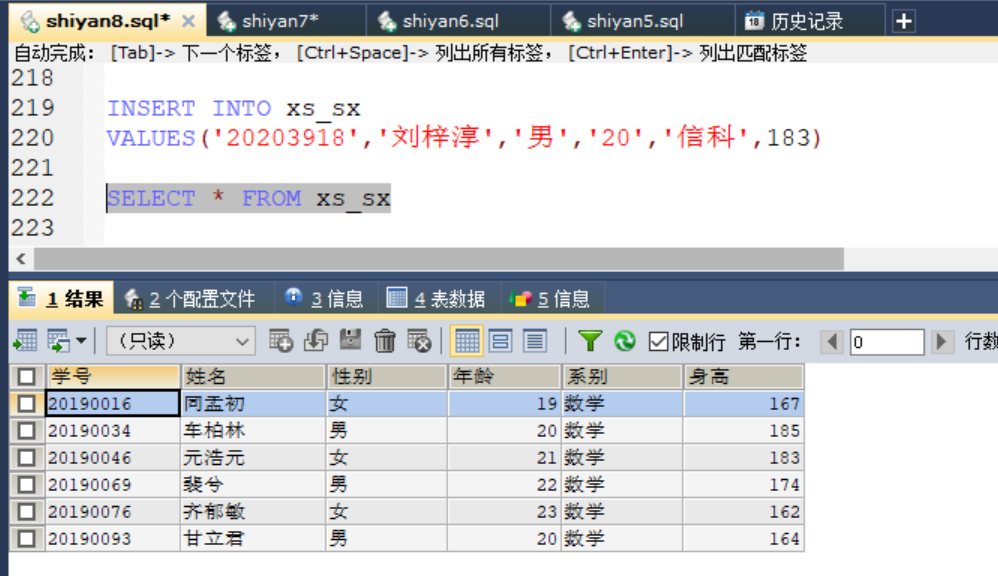 shiyan8.sql* shiyan7* shiyan6.sql shiyan5.sql 历史记录
自动完成: [Tab]-> 下一个标签, [Ctrl+Space]-> 列出所有标签, [Ctrl+Enter]-> 列出匹配标签
218
219 INSERT INTO xs_sx
220 VALUES('20203918','刘梓淳','男','20','信科',183)
221
222 SELECT * FROM xs_sx
223
1 结果 2 个配置文件 3 信息 4 表数据 5 信息
(只读) 限制行 第一行: 0 行数
学号 姓名 性别 年龄 系别 身高
20190016 同孟初 女 19 数学 167
20190034 车柏林 男 20 数学 185
20190046 元浩元 女 21 数学 183
20190069 裴兮 男 22 数学 174
20190076 齐郁敏 女 23 数学 162
20190093 甘立君 男 20 数学 164